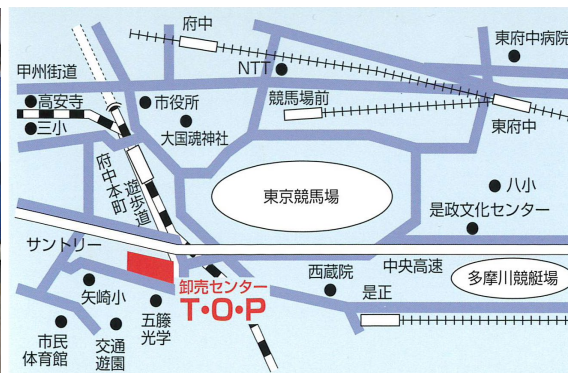 府中
東府中病院
NTT
甲州街道
高安寺
市役所
競馬場前
三小
大国魂神社
東府中
府中本町
遊歩道
東京競馬場
八小
是政文化センター
サントリー
中央高速
西蔵院
多摩川競艇場
卸売センター
T・O・P
矢崎小
是正
五藤
光学
市民
体育館
交通
遊園